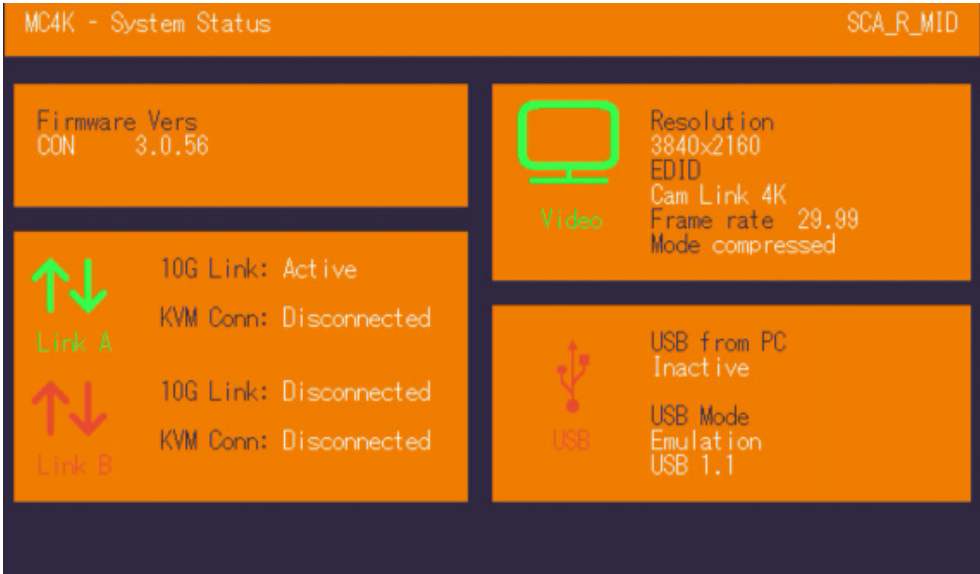 MC4K - System Status
SCA_R_MID
Firmware Vers
CON 3.0.56
10G Link: Active
KVM Conn: Disconnected
Link A
10G Link: Disconnected
KVM Conn: Disconnected
Link B
Video
Resolution
3840x2160
EDID
Cam Link 4K
Frame rate 29.99
Mode compressed
USB
USB from PC
Inactive
USB Mode
Emulation
USB 1.1